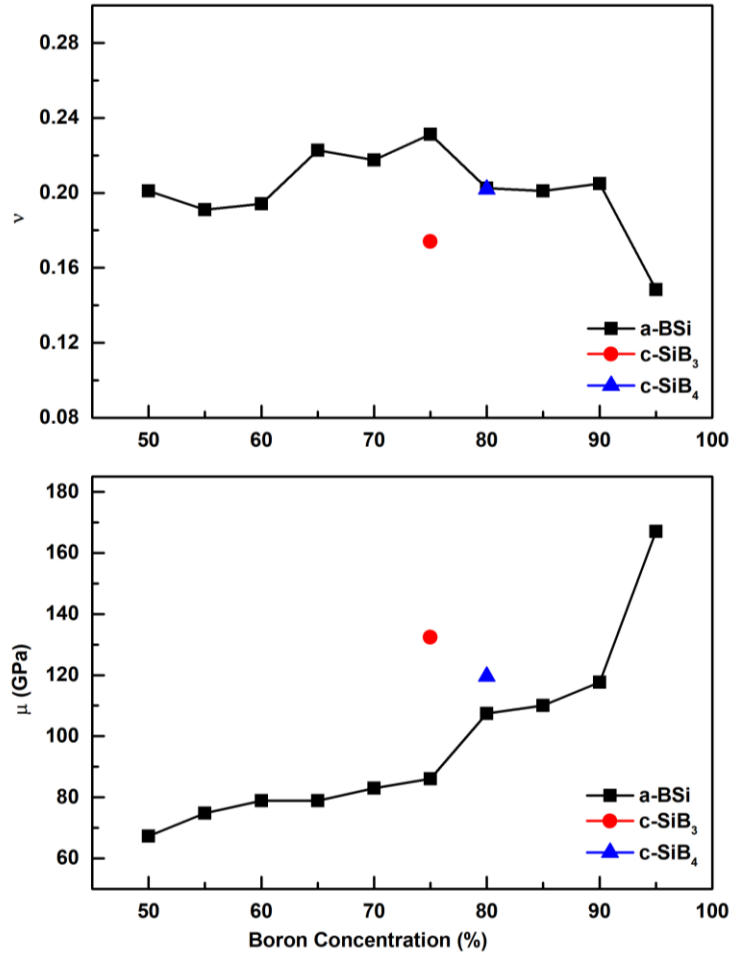 0.28
0.24
0.20
0.16
0.12
0.08
ν
a-BSi
c-SiB₃
c-SiB₄
50 60 70 80 90 100
180
160
140
120
100
80
60
μ (GPa)
a-BSi
c-SiB₃
c-SiB₄
50 60 70 80 90 100
Boron Concentration (%)